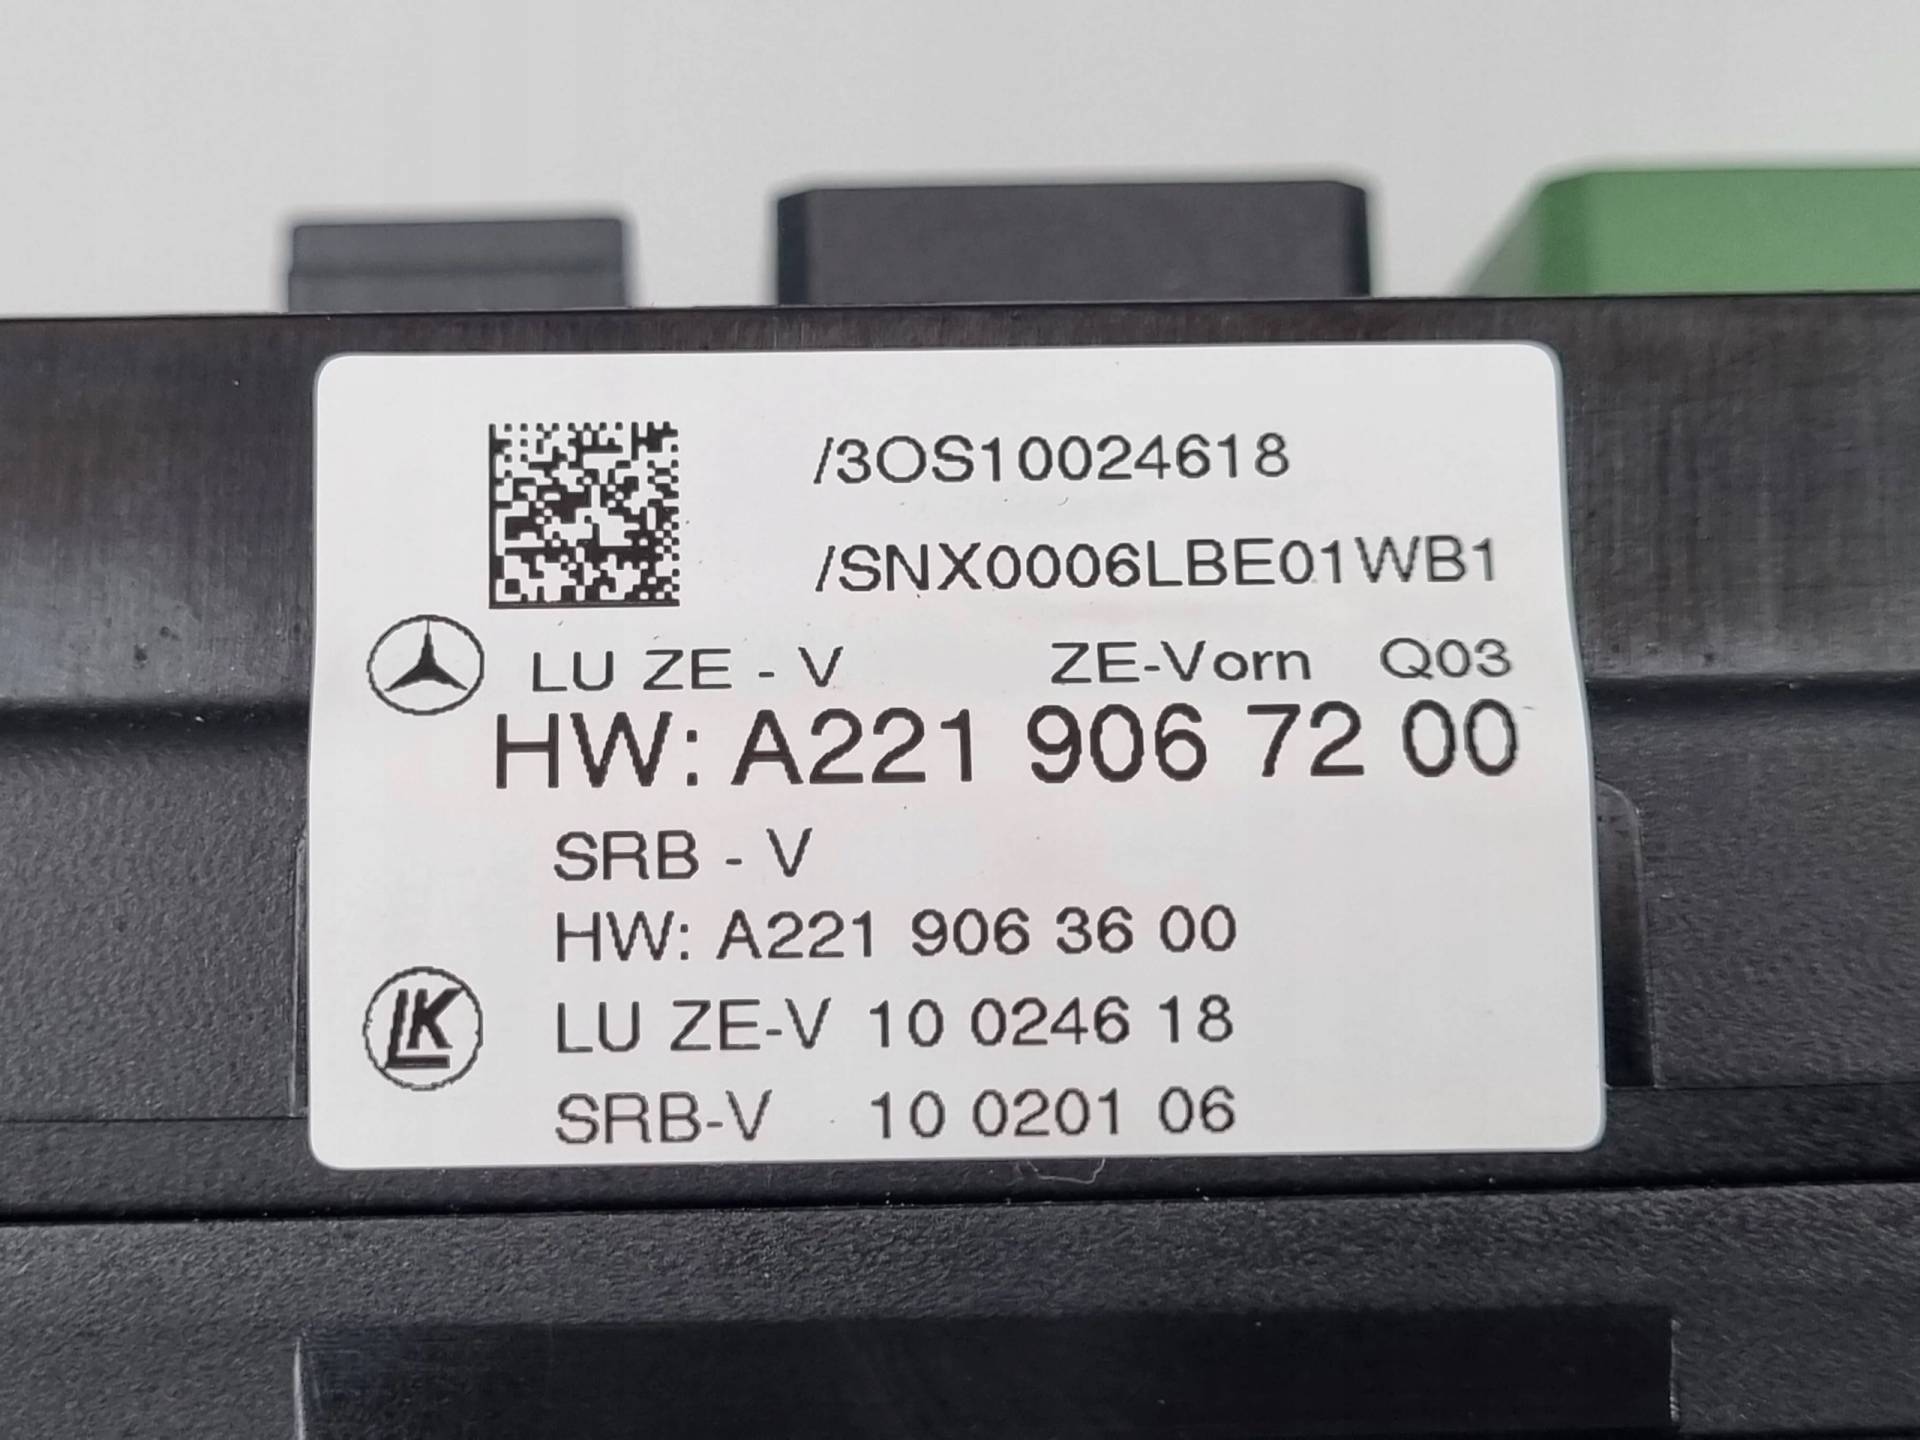 /3OS10024618
/SNX0006LBE01WB1
LU ZE - V ZE-Vorn Q03
HW: A221 906 72 00
SRB - V
HW: A221 906 36 00
LK
LU ZE-V 10 0246 18
SRB-V 10 0201 06